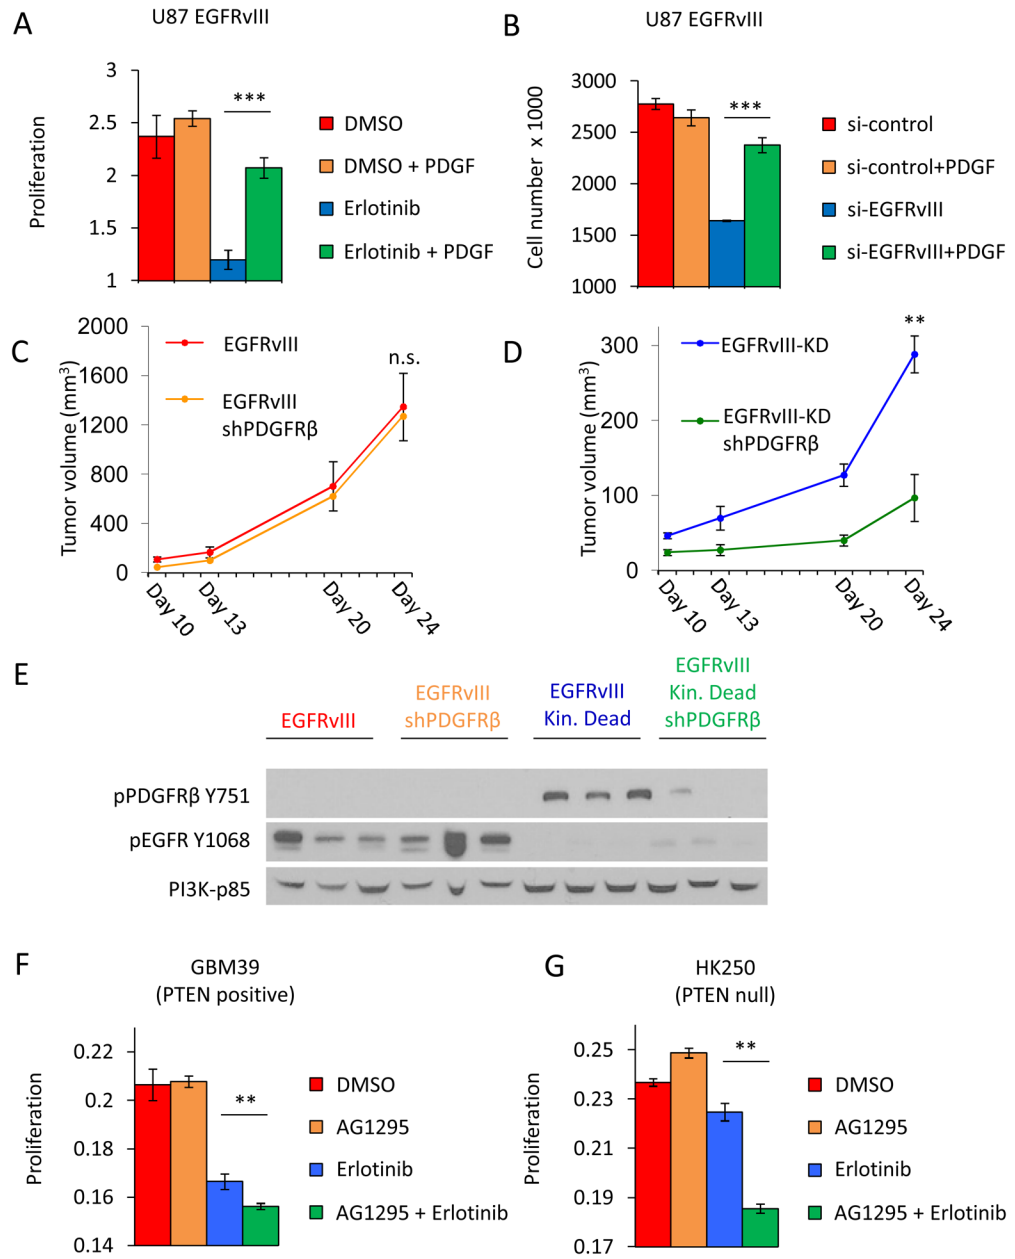 A
U87 EGFRvIII
Proliferation
3
2.5
2
1.5
1
***
DMSO
DMSO + PDGF
Erlotinib
Erlotinib + PDGF
B
U87 EGFRvIII
Cell number x 1000
3000
2500
2000
1500
1000
***
si-control
si-control+PDGF
si-EGFRvIII
si-EGFRvIII+PDGF
C
Tumor volume (mm³)
2000
1600
1200
800
400
0
EGFRvIII
EGFRvIII
shPDGFRβ
n.s.
Day 10
Day 13
Day 20
Day 24
D
Tumor volume (mm³)
300
200
100
0
EGFRvIII-KD
EGFRvIII-KD
shPDGFRβ
**
Day 10
Day 13
Day 20
Day 24
E
EGFRvIII
EGFRvIII
shPDGFRβ
EGFRvIII
Kin. Dead
EGFRvIII
Kin. Dead
shPDGFRβ
pPDGFRβ Y751
pEGFR Y1068
PI3K-p85
F
GBM39
(PTEN positive)
Proliferation
0.22
0.2
0.18
0.16
0.14
**
DMSO
AG1295
Erlotinib
AG1295 + Erlotinib
G
HK250
(PTEN null)
Proliferation
0.25
0.23
0.21
0.19
0.17
**
DMSO
AG1295
Erlotinib
AG1295 + Erlotinib